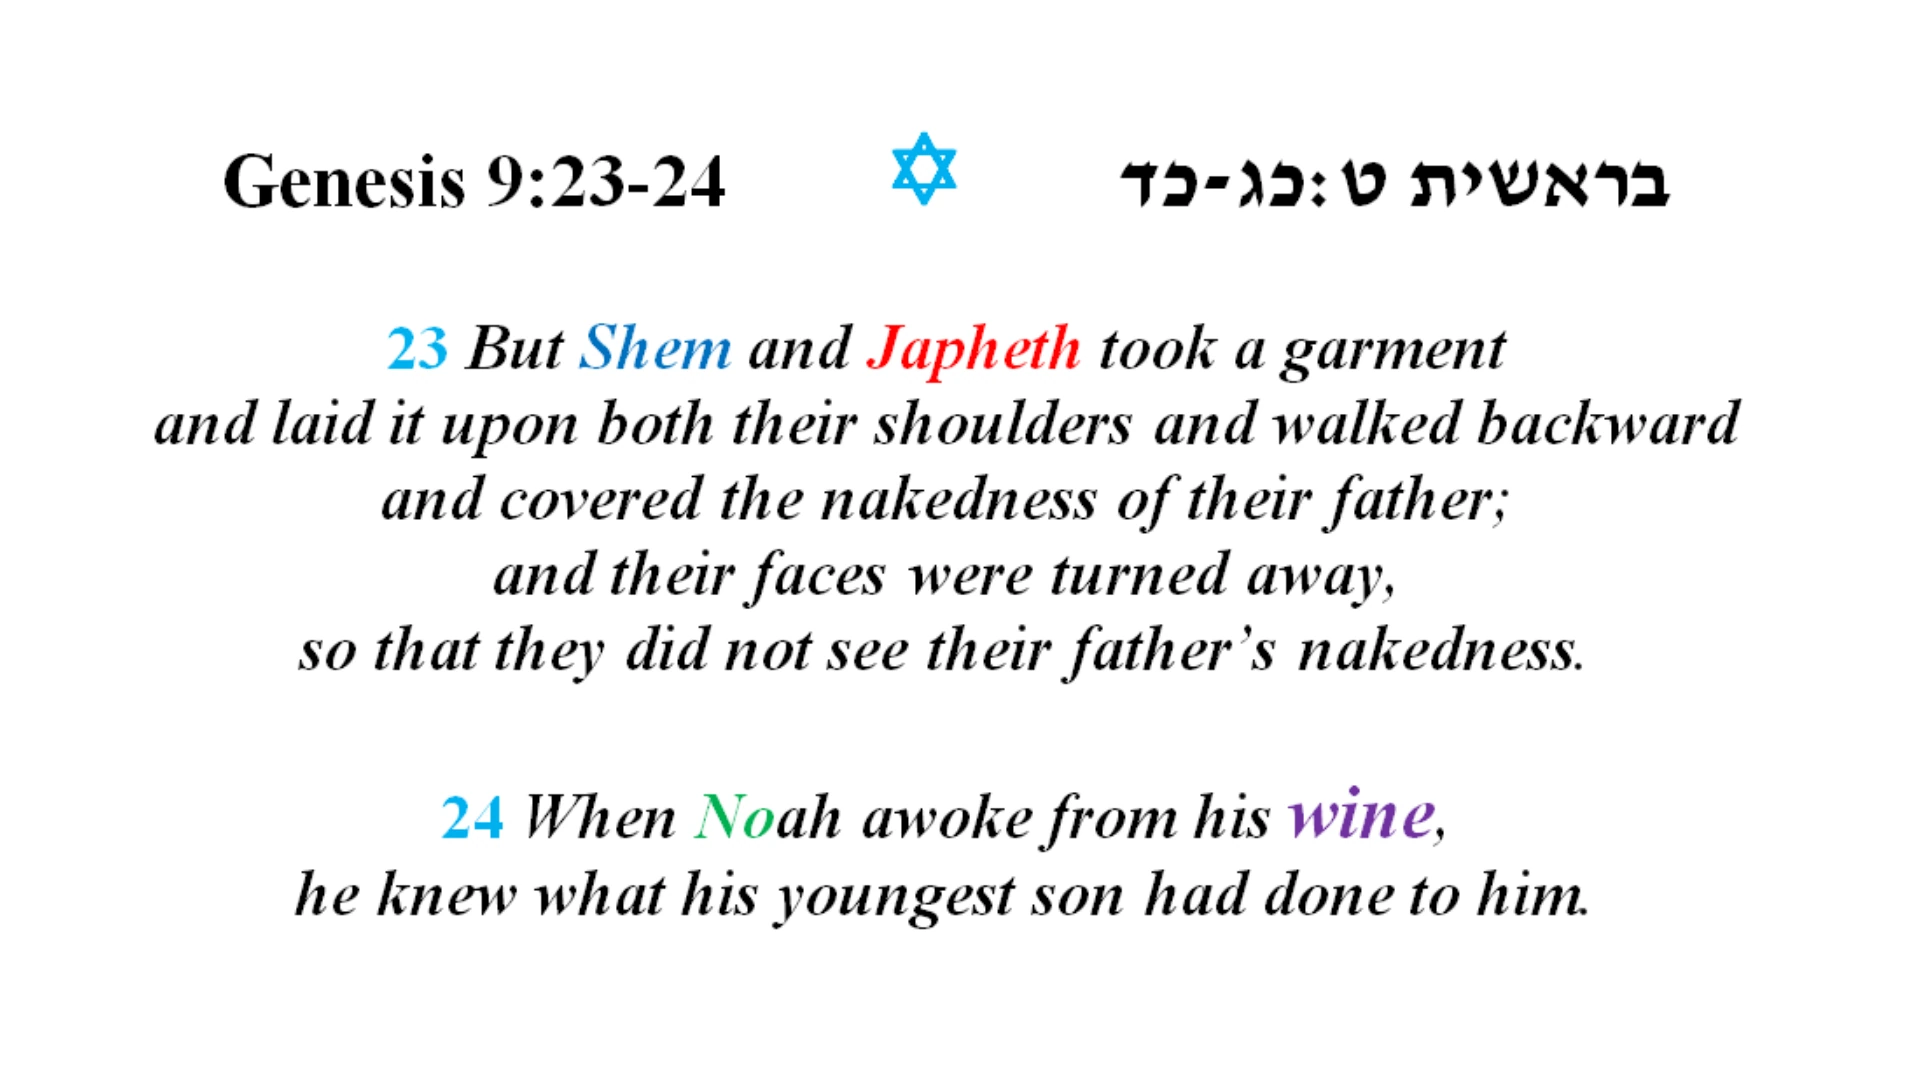 Genesis 9:23-24 ✡ בראשית ט:כג-כד
23 But Shem and Japheth took a garment
and laid it upon both their shoulders and walked backward
and covered the nakedness of their father;
and their faces were turned away,
so that they did not see their father’s nakedness.
24 When Noah awoke from his wine,
he knew what his youngest son had done to him.